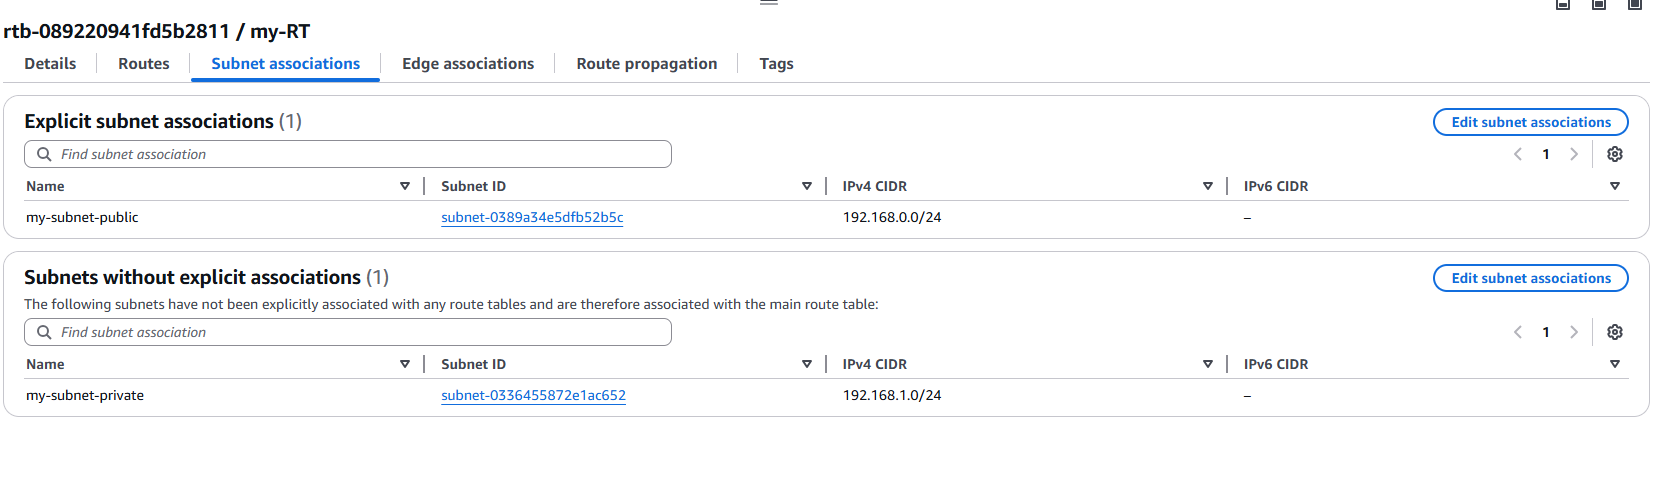 rtb-089220941fd5b2811 / my-RT
Details Routes Subnet associations Edge associations Route propagation Tags
Explicit subnet associations (1)
Edit subnet associations
Find subnet association
1
Name Subnet ID IPv4 CIDR IPv6 CIDR
my-subnet-public subnet-0389a34e5dfb52b5c 192.168.0.0/24 –
Subnets without explicit associations (1)
Edit subnet associations
The following subnets have not been explicitly associated with any route tables and are therefore associated with the main route table:
Find subnet association
1
Name Subnet ID IPv4 CIDR IPv6 CIDR
my-subnet-private subnet-0336455872e1ac652 192.168.1.0/24 –